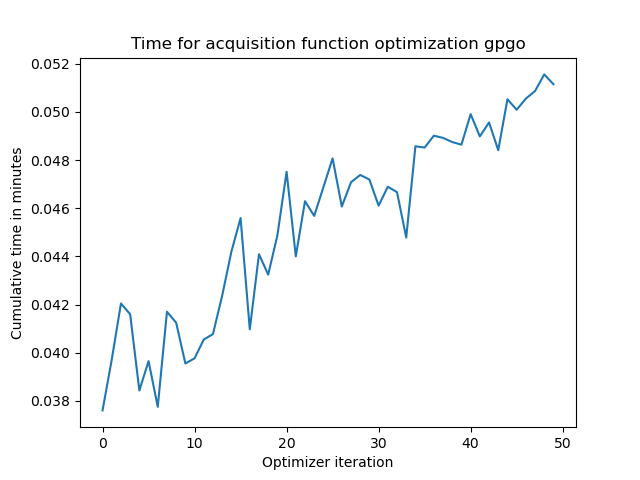 Time for acquisition function optimization gpgo
0.052
0.050
0.048
0.046
0.044
0.042
0.040
0.038
Cumulative time in minutes
0 10 20 30 40 50
Optimizer iteration